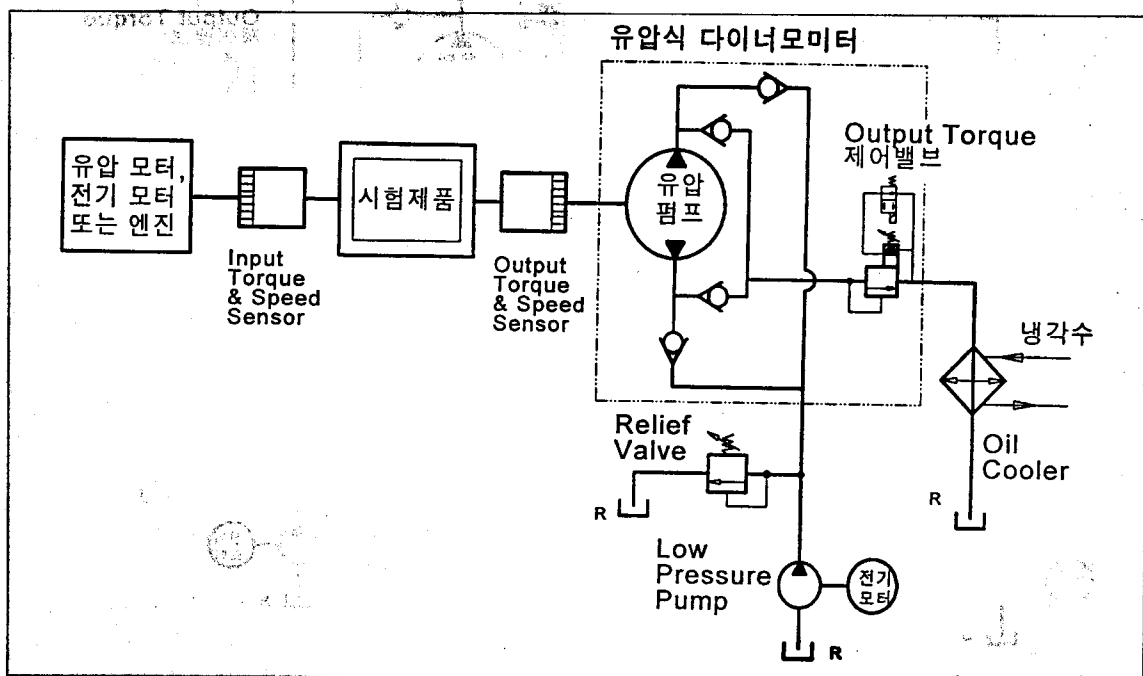 Output Torque
유압식 다이너모미터
Output Torque
제어밸브
유압 모터,
전기 모터
또는 엔진
시험제품
유압
펌프
Input
Torque
& Speed
Sensor
Output
Torque
& Speed
Sensor
냉각수
Relief
Valve
Oil
Cooler
R
R
Low
Pressure
Pump
전기
모터
R